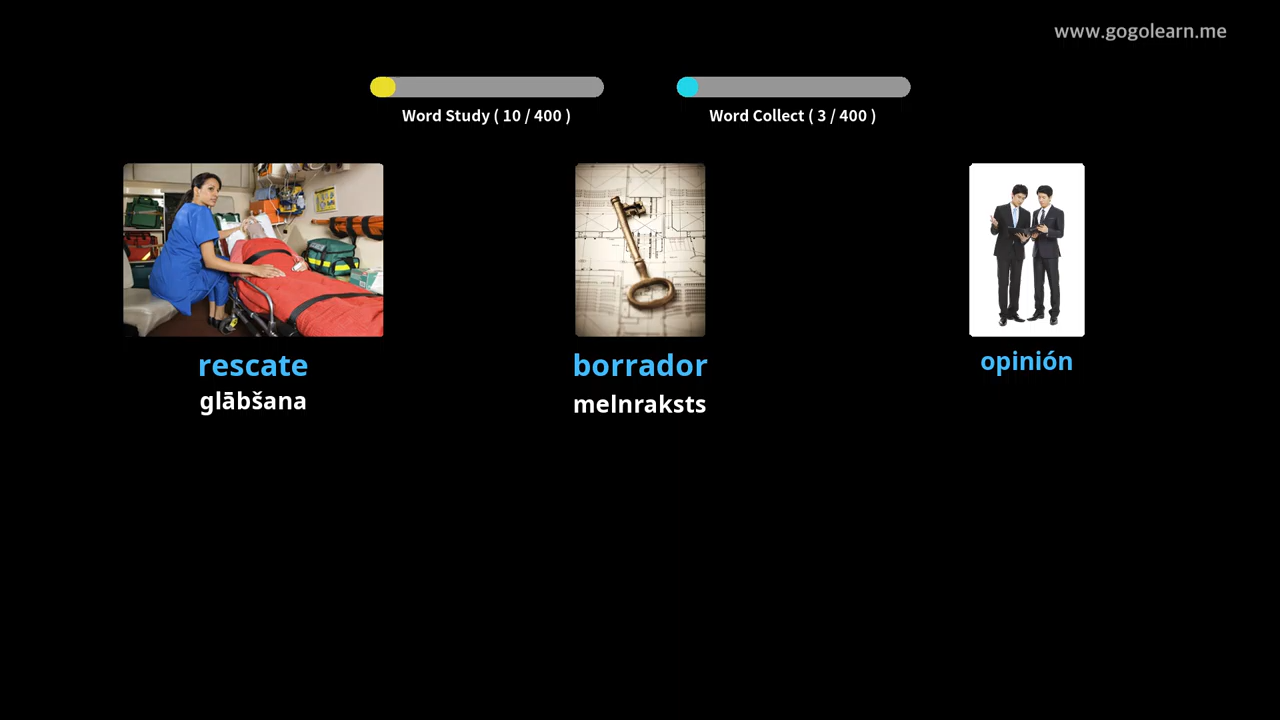 www.gogolearn.me
Word Study ( 10 / 400 )
Word Collect ( 3 / 400 )
rescate
glābšana
borrador
melnraksts
opinión